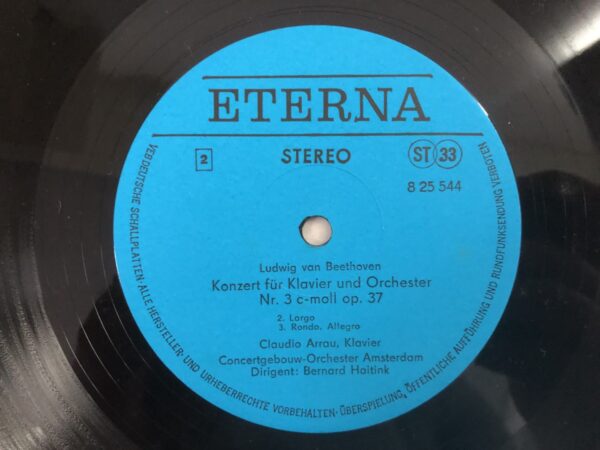 ETERNA
2 STEREO ST 33
8 25 544
Ludwig van Beethoven
Konzert für Klavier und Orchester
Nr. 3 c-moll op. 37
2. Largo
3. Rondo. Allegro
Claudio Arrau, Klavier
Concertgebouw-Orchester Amsterdam
Dirigent: Bernard Haitink
VEB DEUTSCHE SCHALLPLATTEN · ALLE HERSTELLER- UND URHEBERRECHTE VORBEHALTEN · ÜBERSPIELUNG, ÖFFENTLICHE AUFFÜHRUNG UND RUNDFUNKSENDUNG VERBOTEN